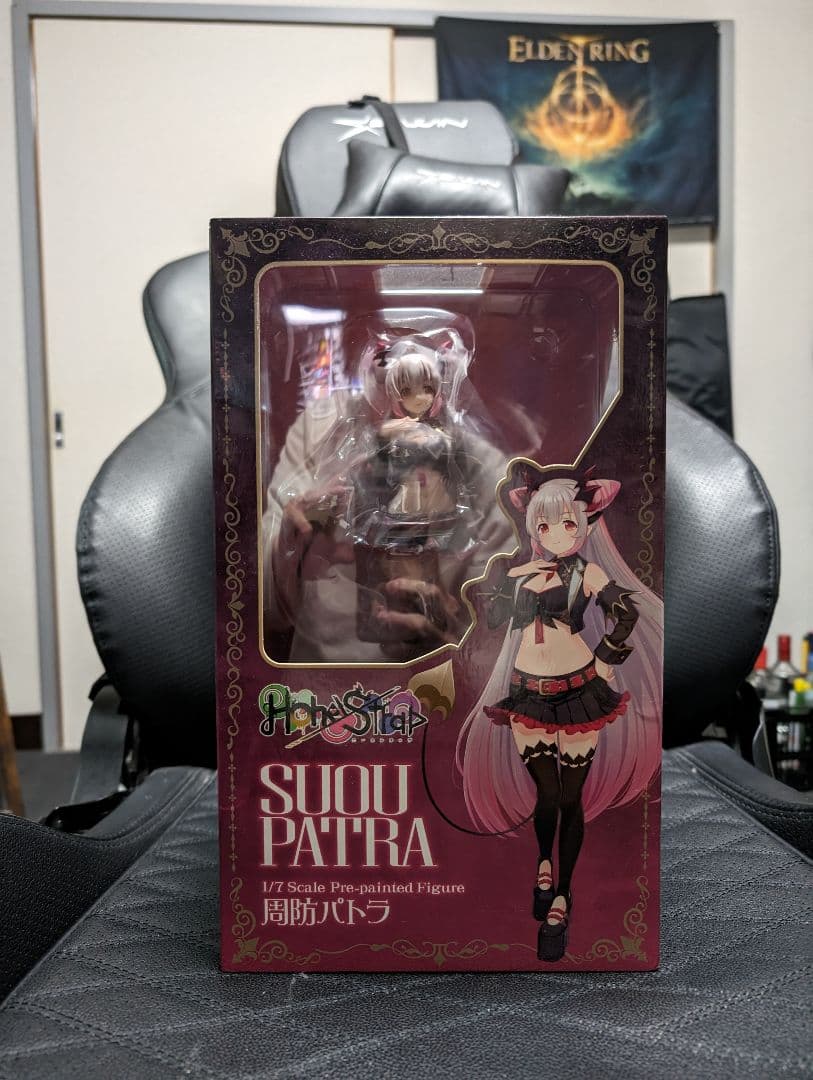 ELDEN RING
HoneyStrap
SUOU
PATRA
1/7 Scale Pre-painted Figure
周防パトラ